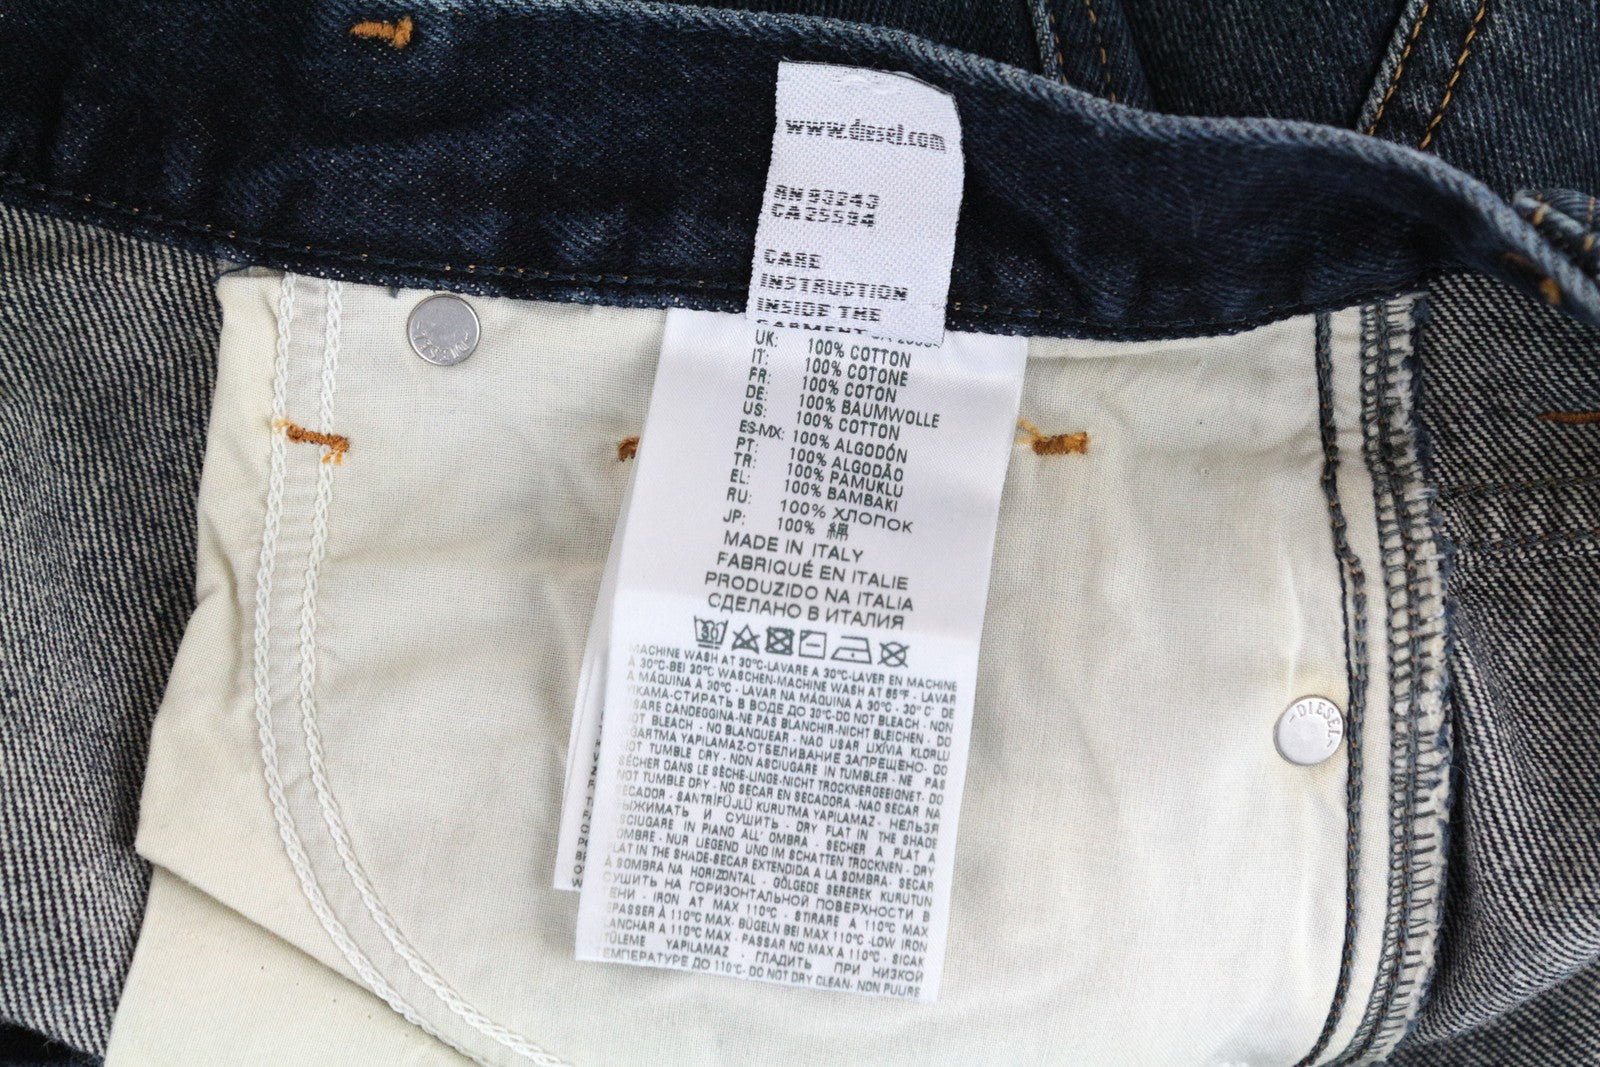 www.diesel.com
RN 93243
CA 25594
CARE
INSTRUCTION
INSIDE THE
GARMENT
UK: 100% COTTON
IT: 100% COTONE
FR: 100% COTON
DE: 100% BAUMWOLLE
US: 100% COTTON
ES-MX: 100% ALGODÓN
PT: 100% ALGODÃO
TR: 100% PAMUKLU
EL: 100% BAMBAKI
RU: 100% ХЛОПОК
JP: 100% 綿
MADE IN ITALY
FABRIQUÉ EN ITALIE
PRODUZIDO NA ITALIA
СДЕЛАНО В ИТАЛИЯ
30
MACHINE WASH AT 30°C-LAVARE A 30°C-LAVER EN MACHINE
À 30°C-BEI 30°C WASCHEN-MACHINE WASH AT 85°F - LAVAR
A MÁQUINA A 30°C - LAVAR NA MÁQUINA A 30°C - 30° C' DE
YIKAMA-СТИРАТЬ В ВОДЕ ДО 30°C-DO NOT BLEACH - NON
USARE CANDEGGINA-NE PAS BLANCHIR-NICHT BLEICHEN - DO
NOT BLEACH - NO BLANQUEAR - NAO USAR LIXÍVIA KLORLU
AĞARTMA YAPILAMAZ-ОТБЕЛИВАНИЕ ЗАПРЕЩЕНО- DO
NOT TUMBLE DRY - NON ASCIUGARE IN TUMBLER - NE PAS
SÉCHER DANS LE SÈCHE-LINGE-NICHT TROCKNERGEEIGNET- DO
NOT TUMBLE DRY - NO SECAR EN SECADORA -NAO SECAR NA
SECADOR - SANTRİFÜJLÜ KURUTMA YAPILAMAZ - НЕЛЬЗЯ
ВЫЖИМАТЬ И СУШИТЬ - DRY FLAT IN THE SHADE
ASCIUGARE IN PIANO ALL' OMBRA - SÉCHER À PLAT A
OMBRE - NUR LIEGEND UND IM SCHATTEN TROCKNEN - DRY
FLAT IN THE SHADE-SECAR EXTENDIDA A LA SOMBRA- SECAR
À SOMBRA NA HORIZONTAL - GÖLGEDE SEREREK KURUTUN
СУШИТЬ НА ГОРИЗОНТАЛЬНОЙ ПОВЕРХНОСТИ В
ТЕНИ - IRON AT MAX 110°C - STIRARE A 110°C MAX
REPASSER À 110°C MAX- BÜGELN BEI MAX 110°C -LOW IRON
PLANCHAR A 110°C MAX - PASSAR NO MAX A 110°C - SICAK
ÜTÜLEME YAPILAMAZ - ГЛАДИТЬ ПРИ НИЗКОЙ
ТЕМПЕРАТУРЕ ДО 110°C- DO NOT DRY CLEAN- NON PULIRE
DIESEL
DIESEL